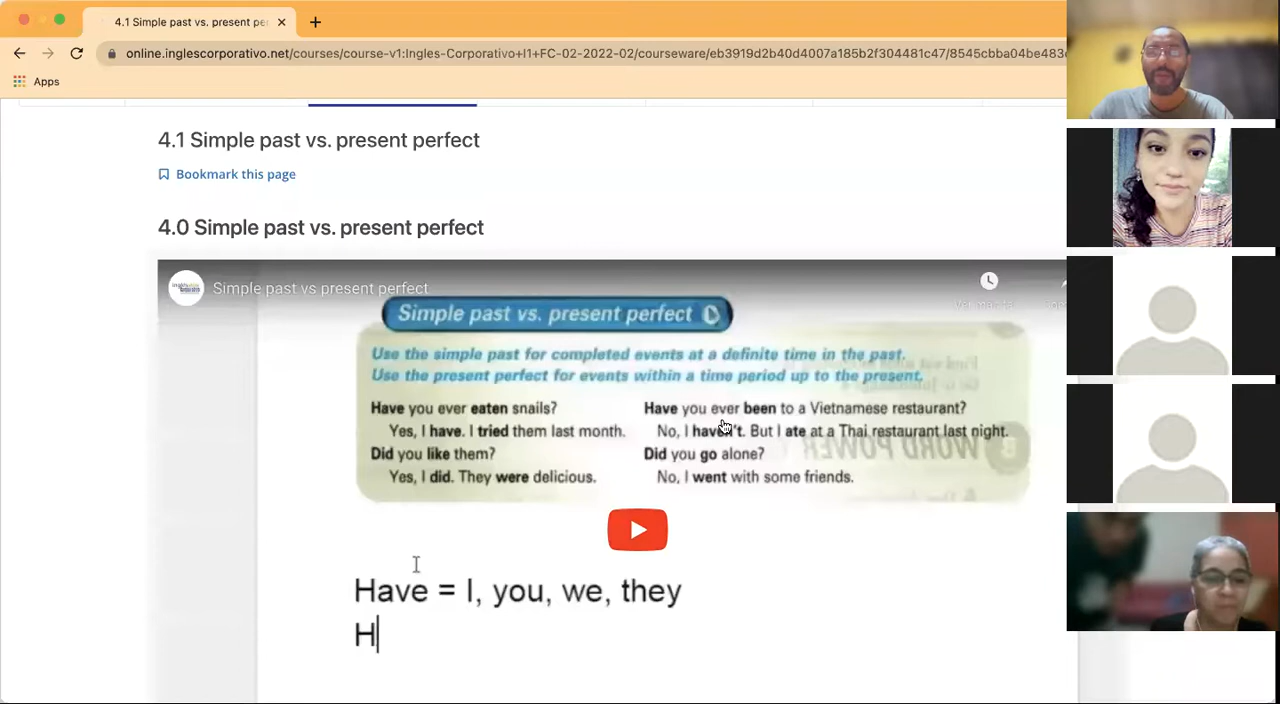 4.1 Simple past vs. present pe
online.inglescorporativo.net/courses/course-v1:Ingles-Corporativo+I1+FC-02-2022-02/courseware/eb3919d2b40d4007a185b2f304481c47/8545cbba04be483
Apps
4.1 Simple past vs. present perfect
Bookmark this page
4.0 Simple past vs. present perfect
Simple past vs present perfect
Simple past vs. present perfect
Use the simple past for completed events at a definite time in the past.
Use the present perfect for events within a time period up to the present.
Have you ever eaten snails?
Yes, I have. I tried them last month.
Did you like them?
Yes, I did. They were delicious.
Have you ever been to a Vietnamese restaurant?
No, I haven't. But I ate at a Thai restaurant last night.
Did you go alone?
No, I went with some friends.
WORD POWER
Have = I, you, we, they
H